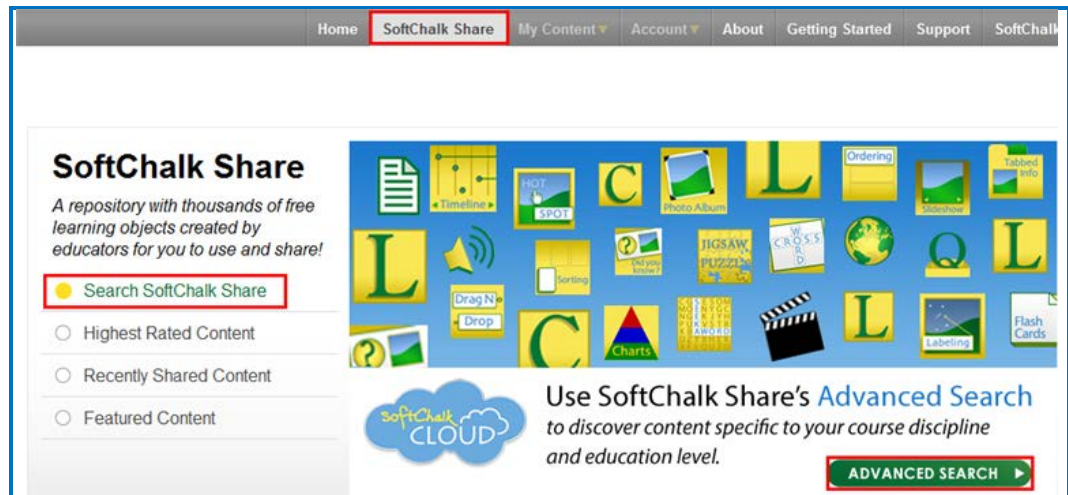 Home SoftChalk Share My Content Account About Getting Started Support SoftChalk
SoftChalk Share
A repository with thousands of free
learning objects created by
educators for you to use and share!
Search SoftChalk Share
Highest Rated Content
Recently Shared Content
Featured Content
Timeline
HOT
SPOT
C
Photo Album
L
Ordering
Slideshow
Tabbed
Info
L
Sorting
Did you
know?
JIGSAW
PUZZLE
CROSS
WORD
Q
L
Drag N
Drop
C
Charts
L
Labeling
Flash
Cards
SoftChalk
CLOUD
Use SoftChalk Share's Advanced Search
to discover content specific to your course discipline
and education level.
ADVANCED SEARCH